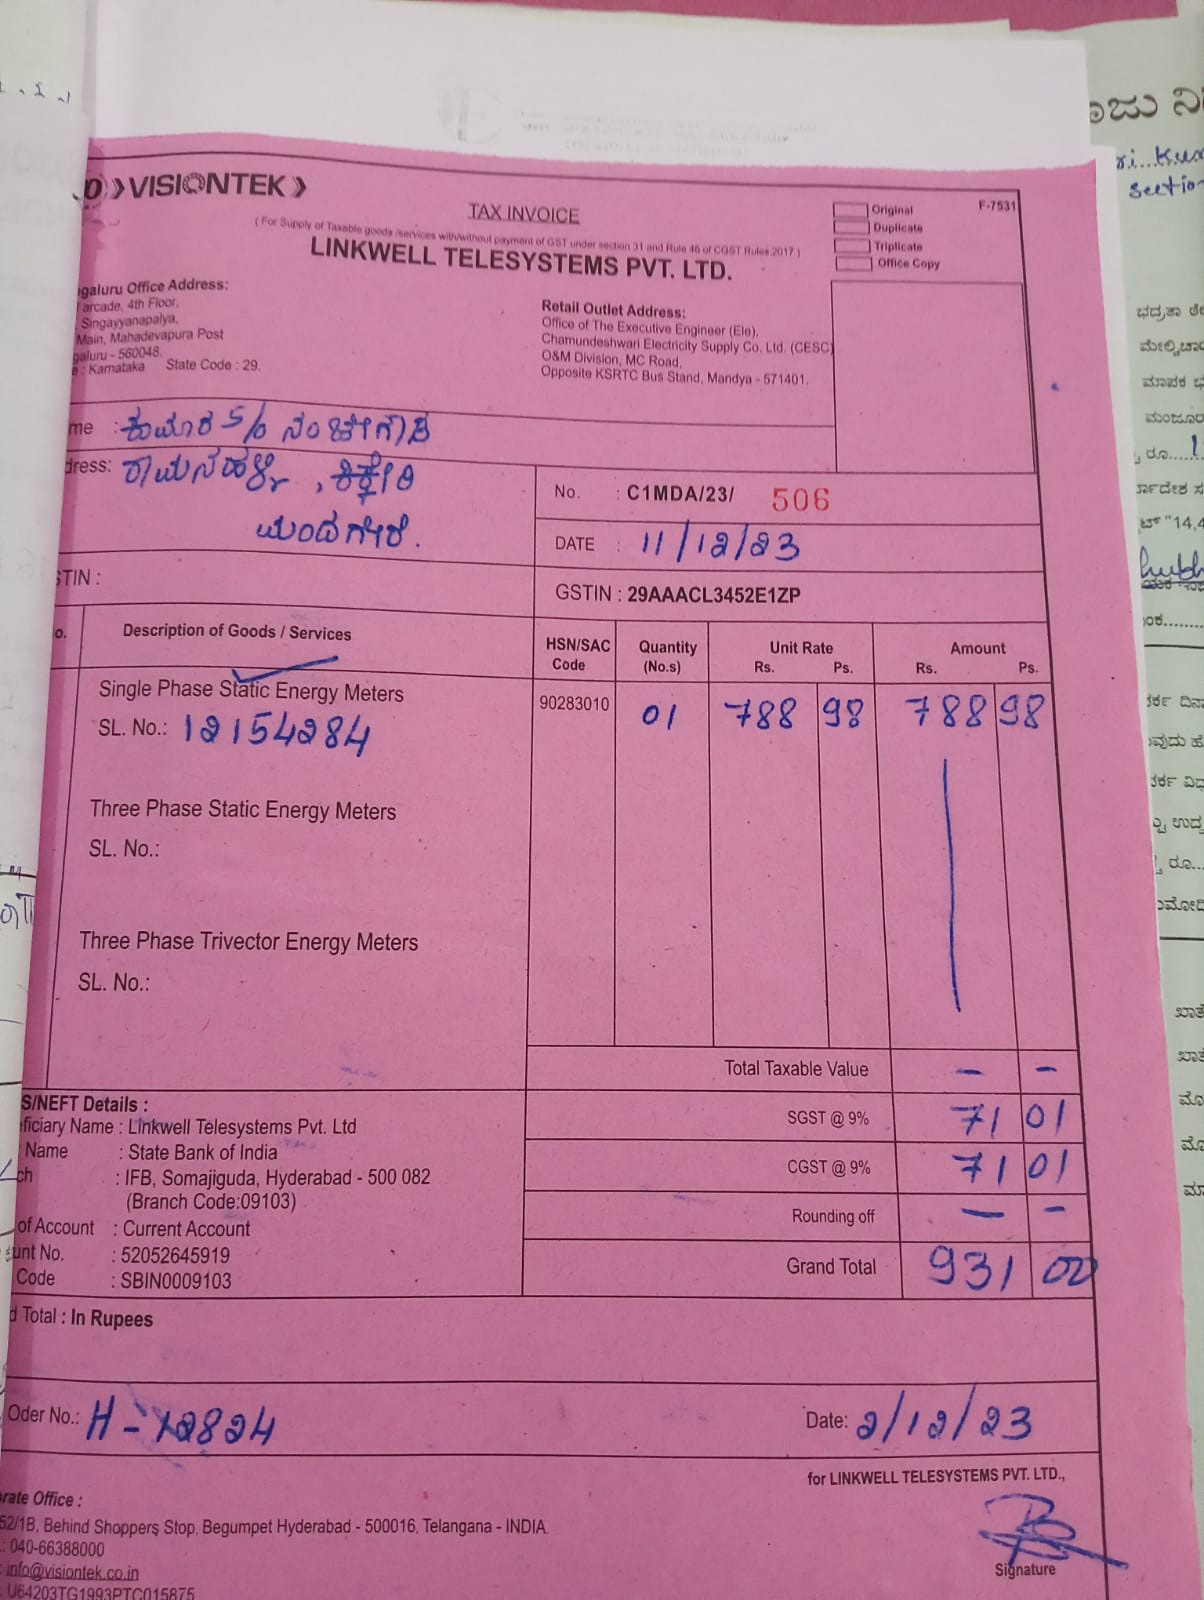 VISIONTEK
TAX INVOICE
( For Supply of Taxable goods /services with/without payment of GST under section 31 and Rule 46 of CGST Rules,2017 )
LINKWELL TELESYSTEMS PVT. LTD.
Original
Duplicate
Triplicate
Office Copy
F-7531
Office Address:
arcade, 4th Floor,
Singayyanapalya,
Main, Mahadevapura Post
- 560048.
: Karnataka State Code : 29.
Retail Outlet Address:
Office of The Executive Engineer (Ele),
Chamundeshwari Electricity Supply Co. Ltd. (CESC)
O&M Division, MC Road,
Opposite KSRTC Bus Stand, Mandya - 571401.
: ಕುಮಾರ S/o ನಂಜೇಗೌಡ
ರಾಮನಹಳ್ಳಿ, ಕಿಕ್ಕೇರಿ
No. : C1MDA/23/ 506
DATE : 11/12/23
GSTIN : 29AAACL3452E1ZP
Description of Goods / Services
HSN/SAC Code
Quantity (No.s)
Unit Rate
Rs. Ps.
Amount
Rs. Ps.
Single Phase Static Energy Meters
90283010 01 788 98 788 98
SL. No.: 12154284
Three Phase Static Energy Meters
SL. No.:
Three Phase Trivector Energy Meters
SL. No.:
Total Taxable Value – –
SGST @ 9% 71 01
CGST @ 9% 71 01
Rounding off – –
Grand Total 931 00
S/NEFT Details :
Name : Linkwell Telesystems Pvt. Ltd
Name : State Bank of India
: IFB, Somajiguda, Hyderabad - 500 082
(Branch Code:09103)
of Account : Current Account
No. : 52052645919
Code : SBIN0009103
Total : In Rupees
Oder No.: H-12824
Date: 2/12/23
for LINKWELL TELESYSTEMS PVT. LTD.,
Signature
Office :
52/1B, Behind Shoppers Stop, Begumpet Hyderabad - 500016, Telangana - INDIA
: 040-66388000
: info@visiontek.co.in
: U64203TG1993PTC015875